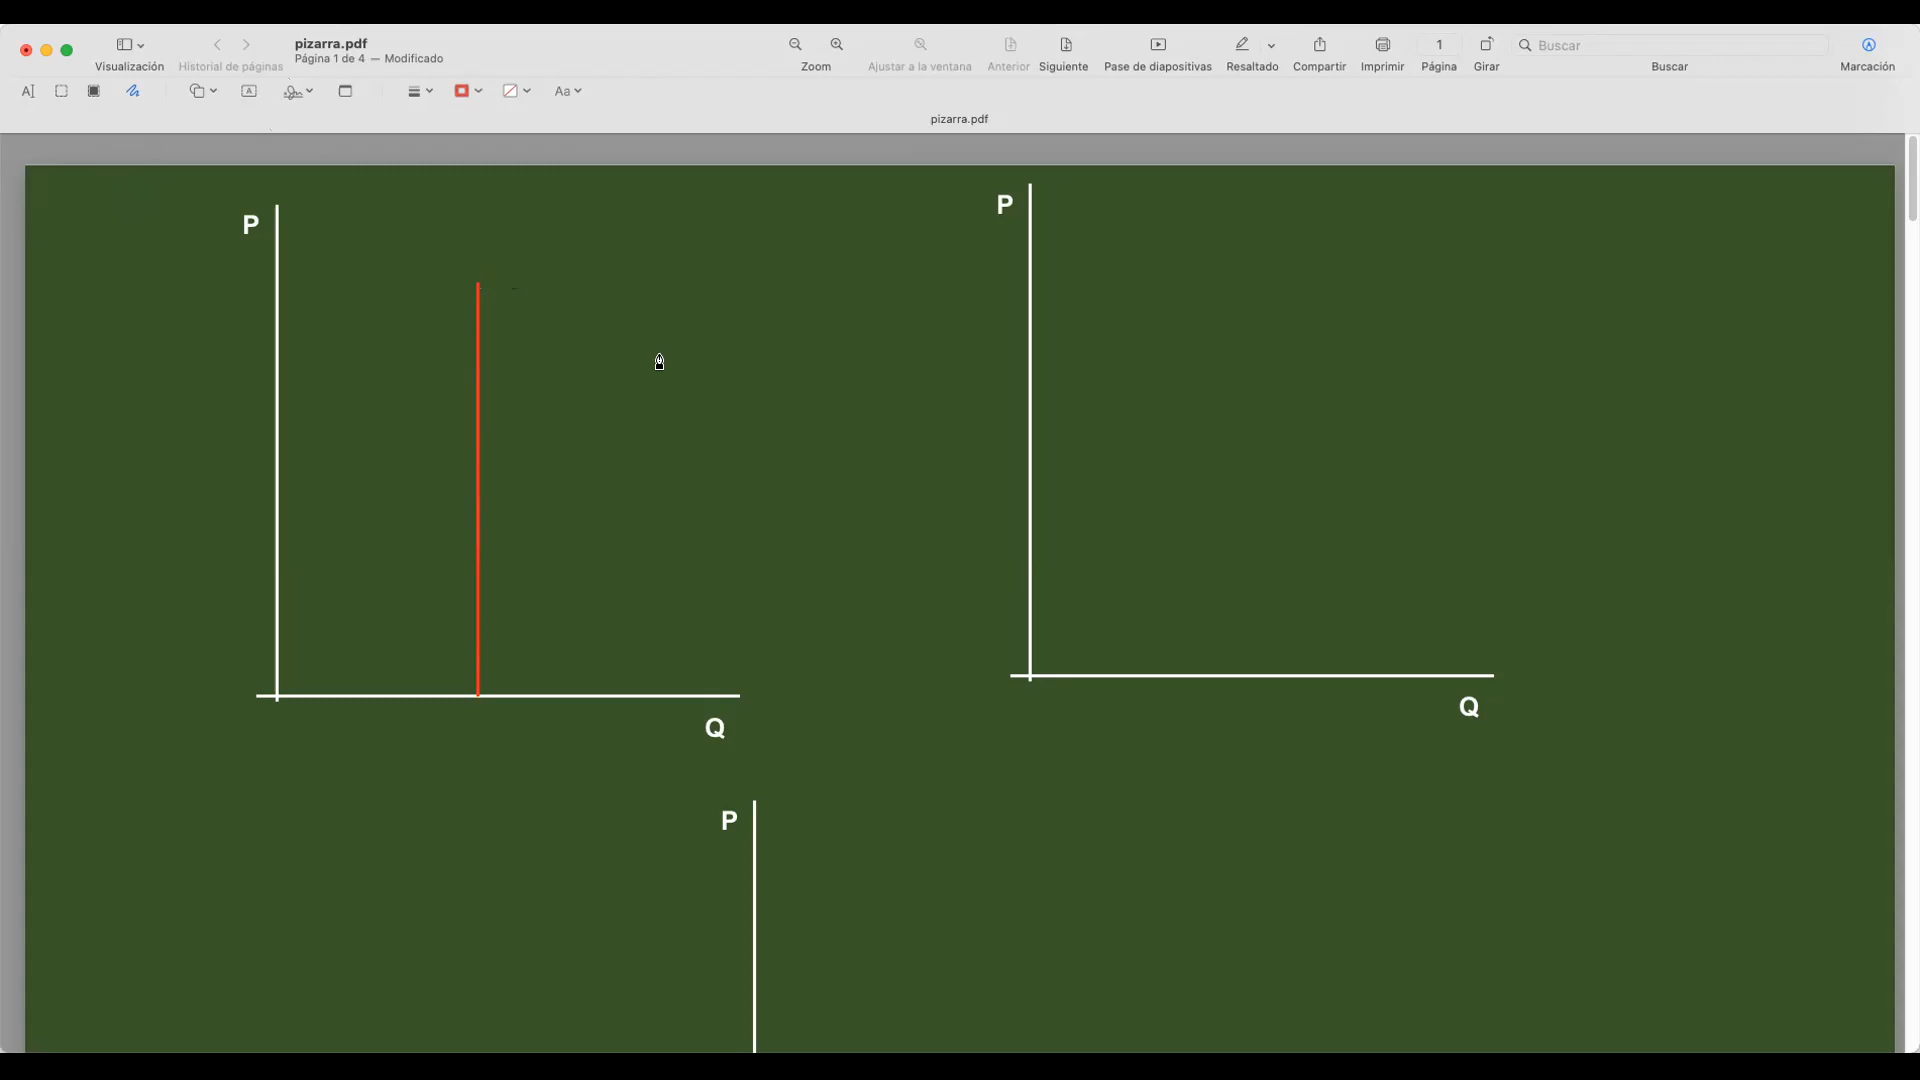 pizarra.pdf
Página 1 de 4 — Modificado
Visualización
Historial de páginas
Zoom
Ajustar a la ventana
Anterior
Siguiente
Pase de diapositivas
Resaltado
Compartir
Imprimir
1
Página
Girar
Buscar
Buscar
Marcación
AI
A
Aa
pizarra.pdf
P
P
Q
Q
P